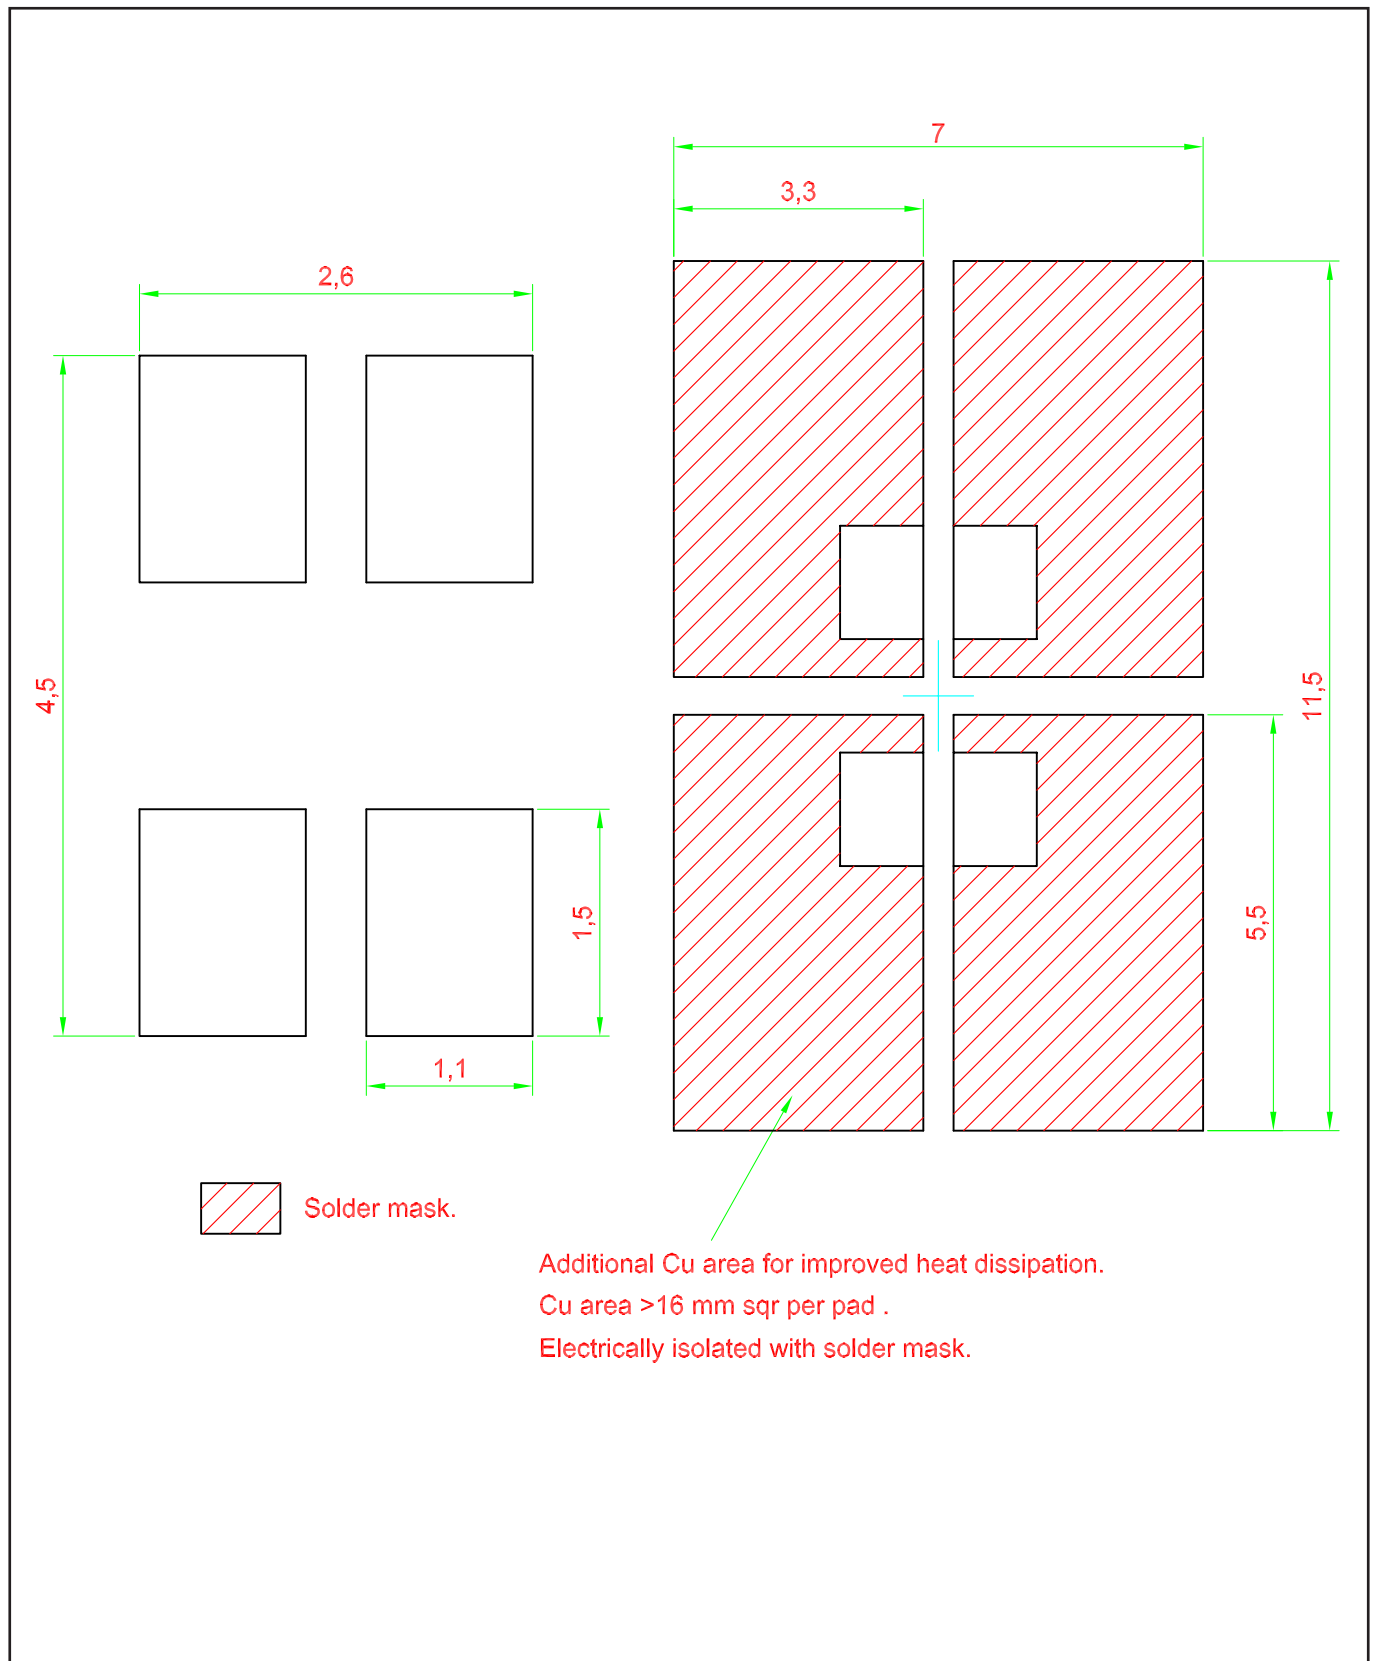 7
3,3
2,6
4,5
11,5
5,5
1,5
1,1
Solder mask.
Additional Cu area for improved heat dissipation.
Cu area >16 mm sqr per pad .
Electrically isolated with solder mask.